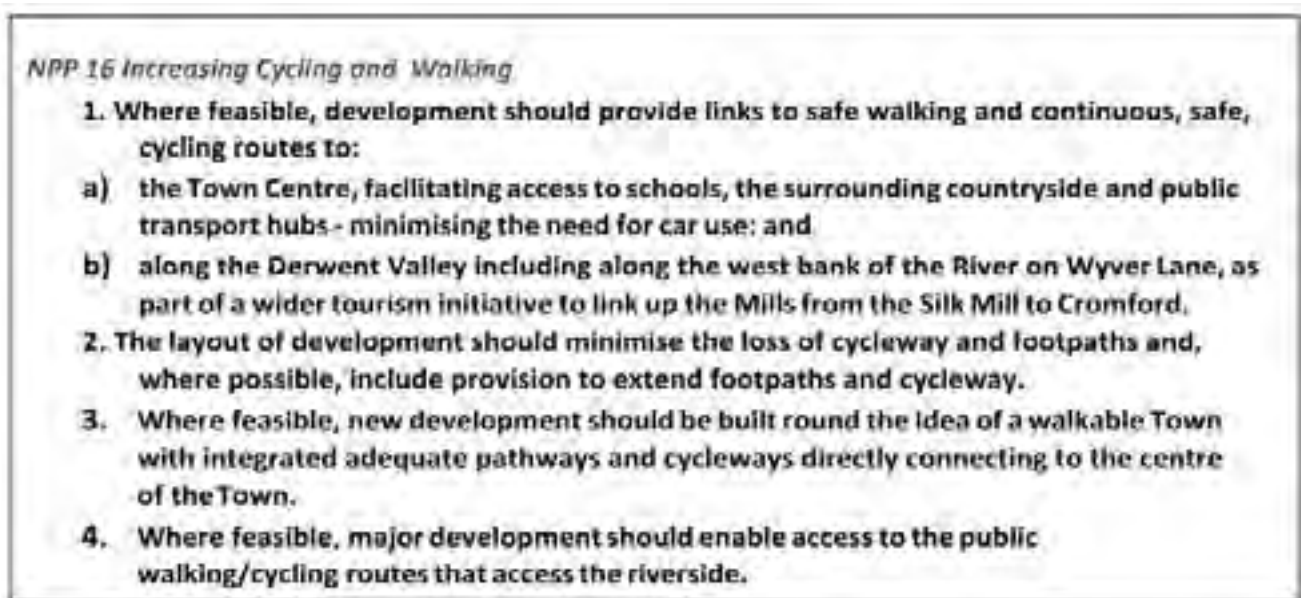 NPP 16 Increasing Cycling and Walking
1. Where feasible, development should provide links to safe walking and continuous, safe,
cycling routes to:
a) the Town Centre, facilitating access to schools, the surrounding countryside and public
transport hubs - minimising the need for car use: and
b) along the Derwent Valley including along the west bank of the River on Wyver Lane, as
part of a wider tourism initiative to link up the Mills from the Silk Mill to Cromford.
2. The layout of development should minimise the loss of cycleway and footpaths and,
where possible, include provision to extend footpaths and cycleway.
3. Where feasible, new development should be built round the idea of a walkable Town
with integrated adequate pathways and cycleways directly connecting to the centre
of the Town.
4. Where feasible, major development should enable access to the public
walking/cycling routes that access the riverside.